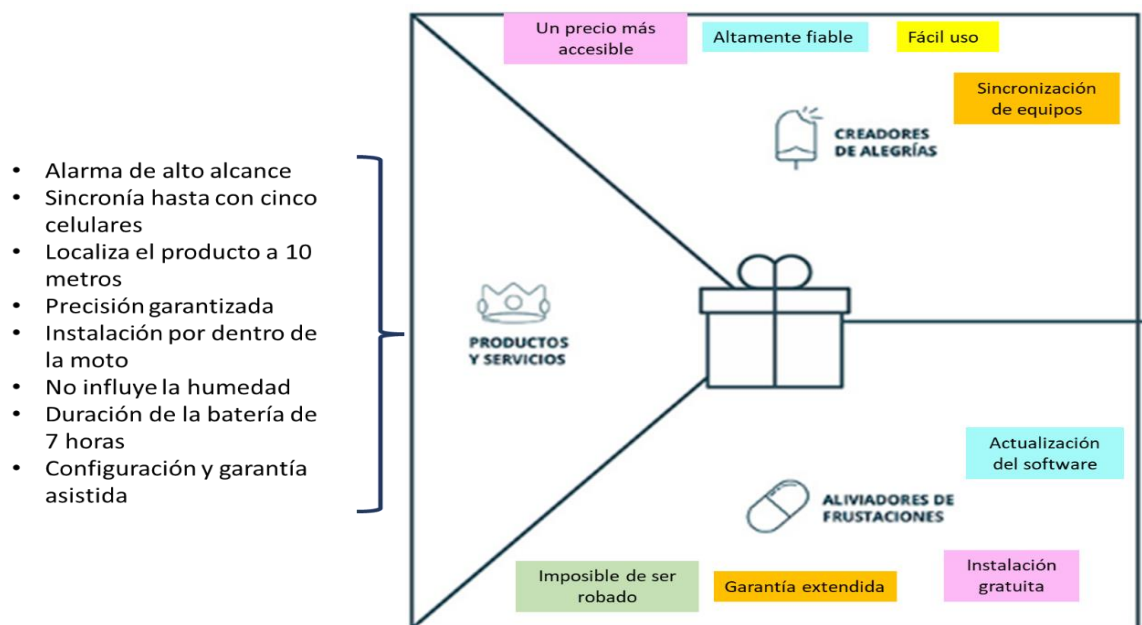 Un precio más
accesible
Altamente fiable
Fácil uso
Sincronización
de equipos
CREADORES
DE ALEGRÍAS
• Alarma de alto alcance
• Sincronía hasta con cinco
celulares
• Localiza el producto a 10
metros
• Precisión garantizada
• Instalación por dentro de
la moto
• No influye la humedad
• Duración de la batería de
7 horas
• Configuración y garantía
asistida
PRODUCTOS
Y SERVICIOS
Actualización
del software
ALIVIADORES DE
FRUSTACIONES
Imposible de ser
robado
Garantía extendida
Instalación
gratuita